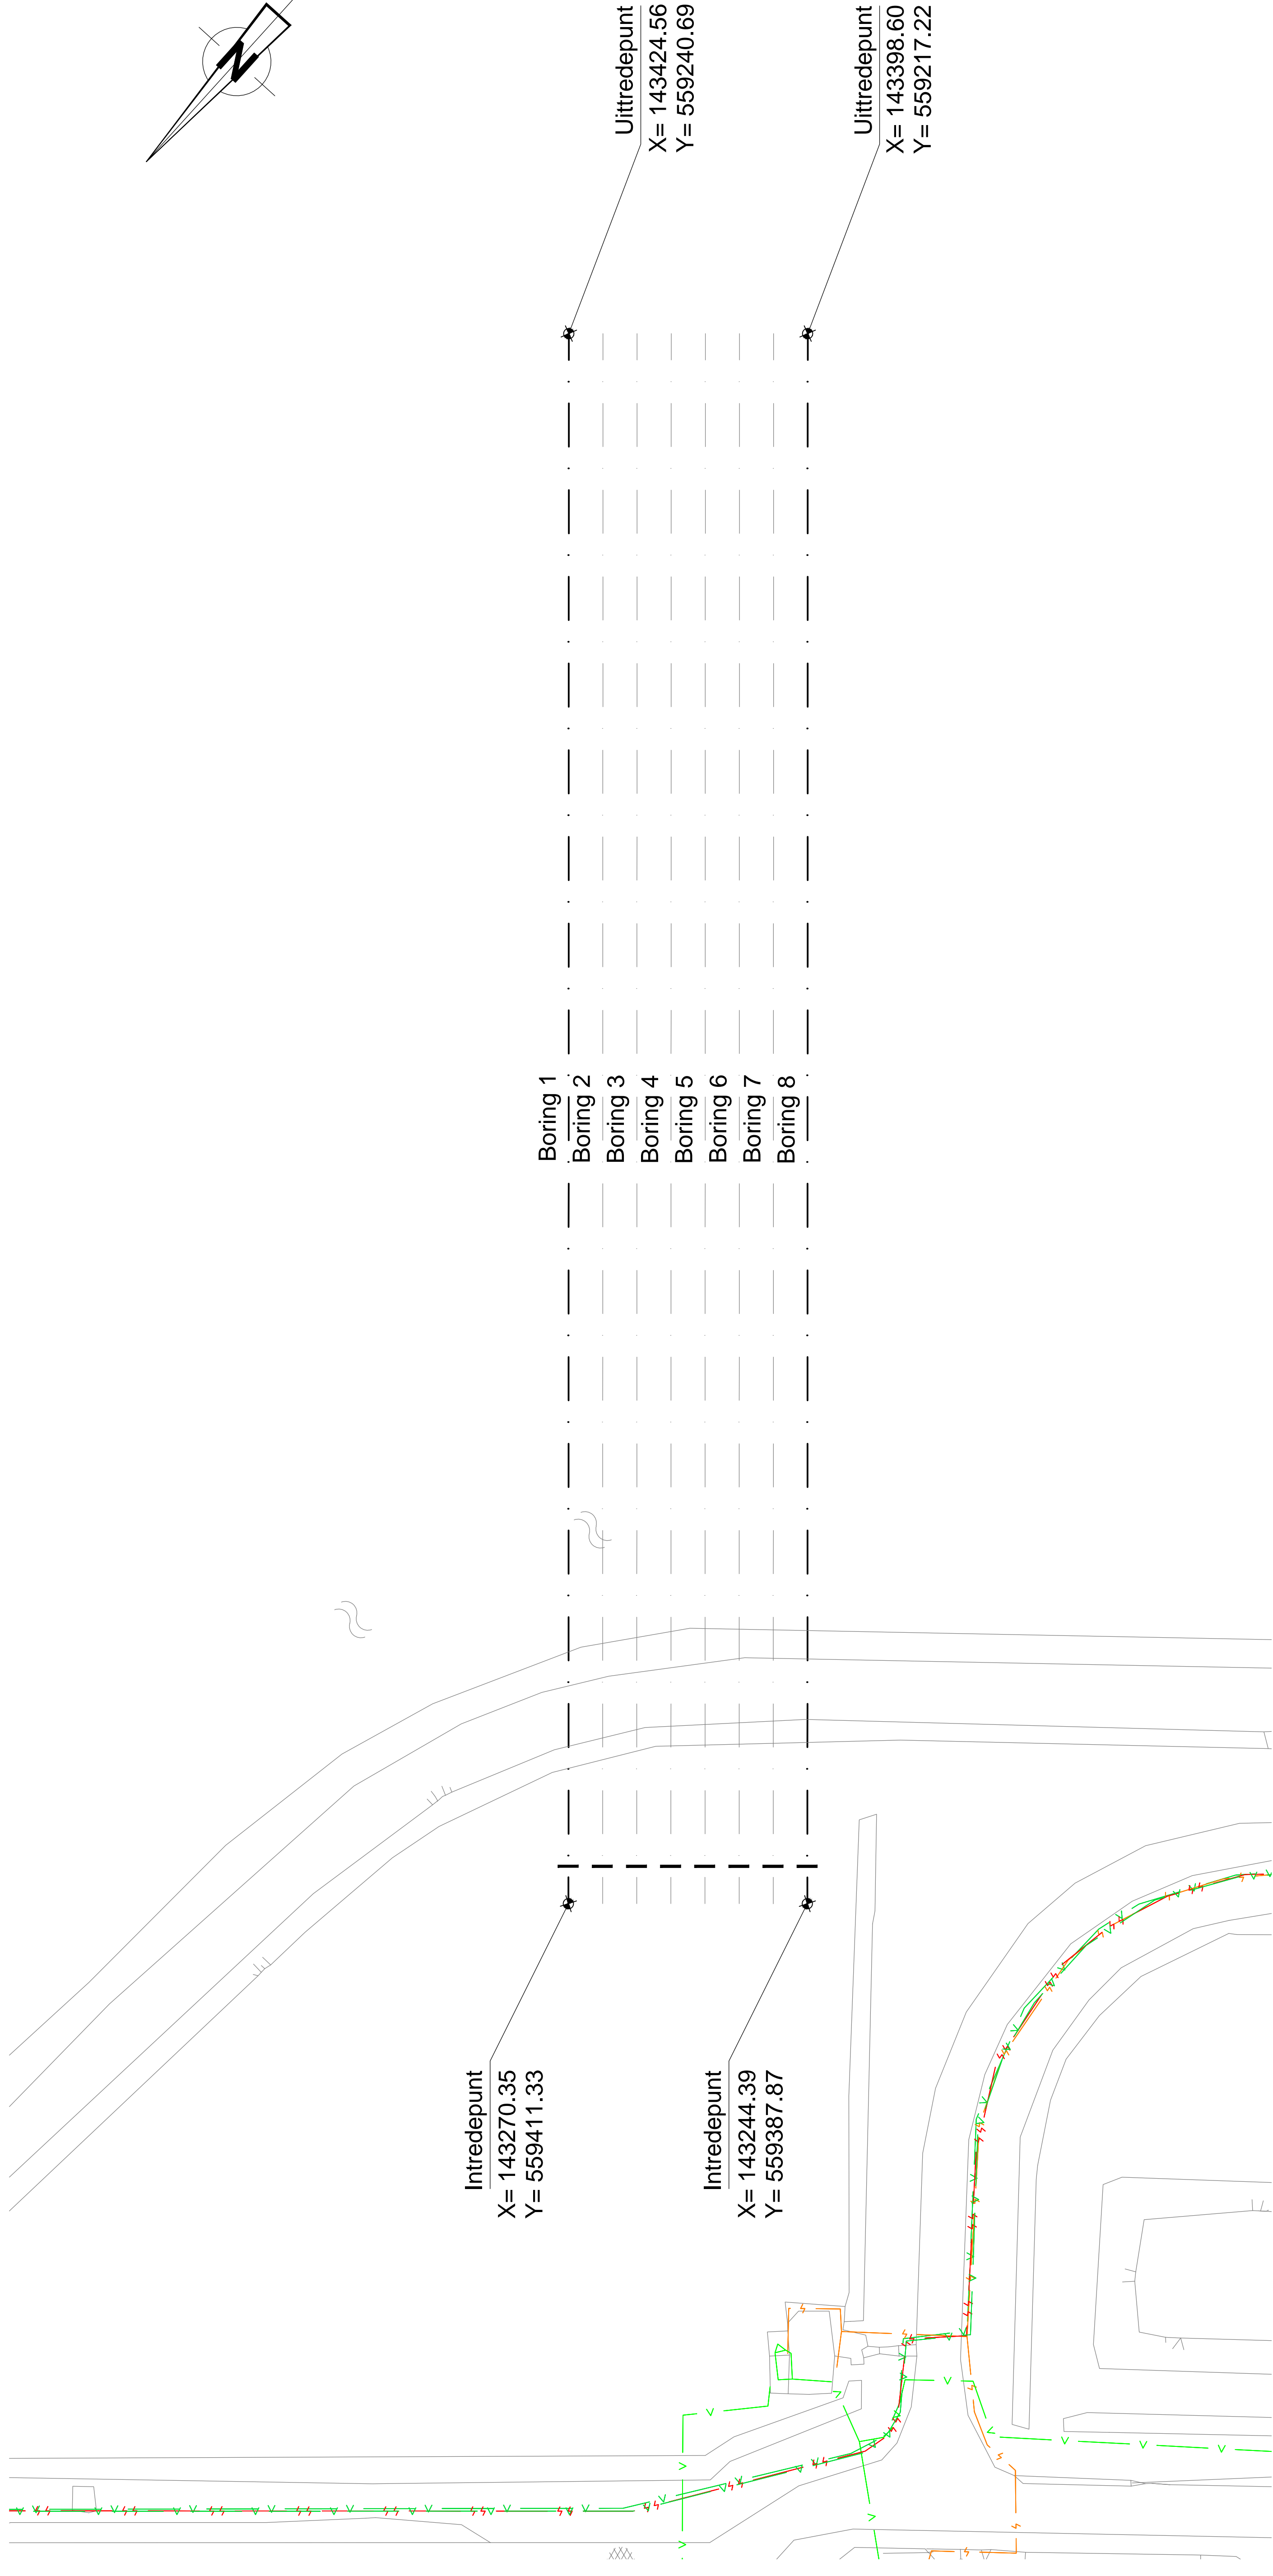 N
Uittredepunt
X= 143424.56
Y= 559240.69
Uittredepunt
X= 143398.60
Y= 559217.22
Boring 1
Boring 2
Boring 3
Boring 4
Boring 5
Boring 6
Boring 7
Boring 8
Intredepunt
X= 143270.35
Y= 559411.33
Intredepunt
X= 143244.39
Y= 559387.87